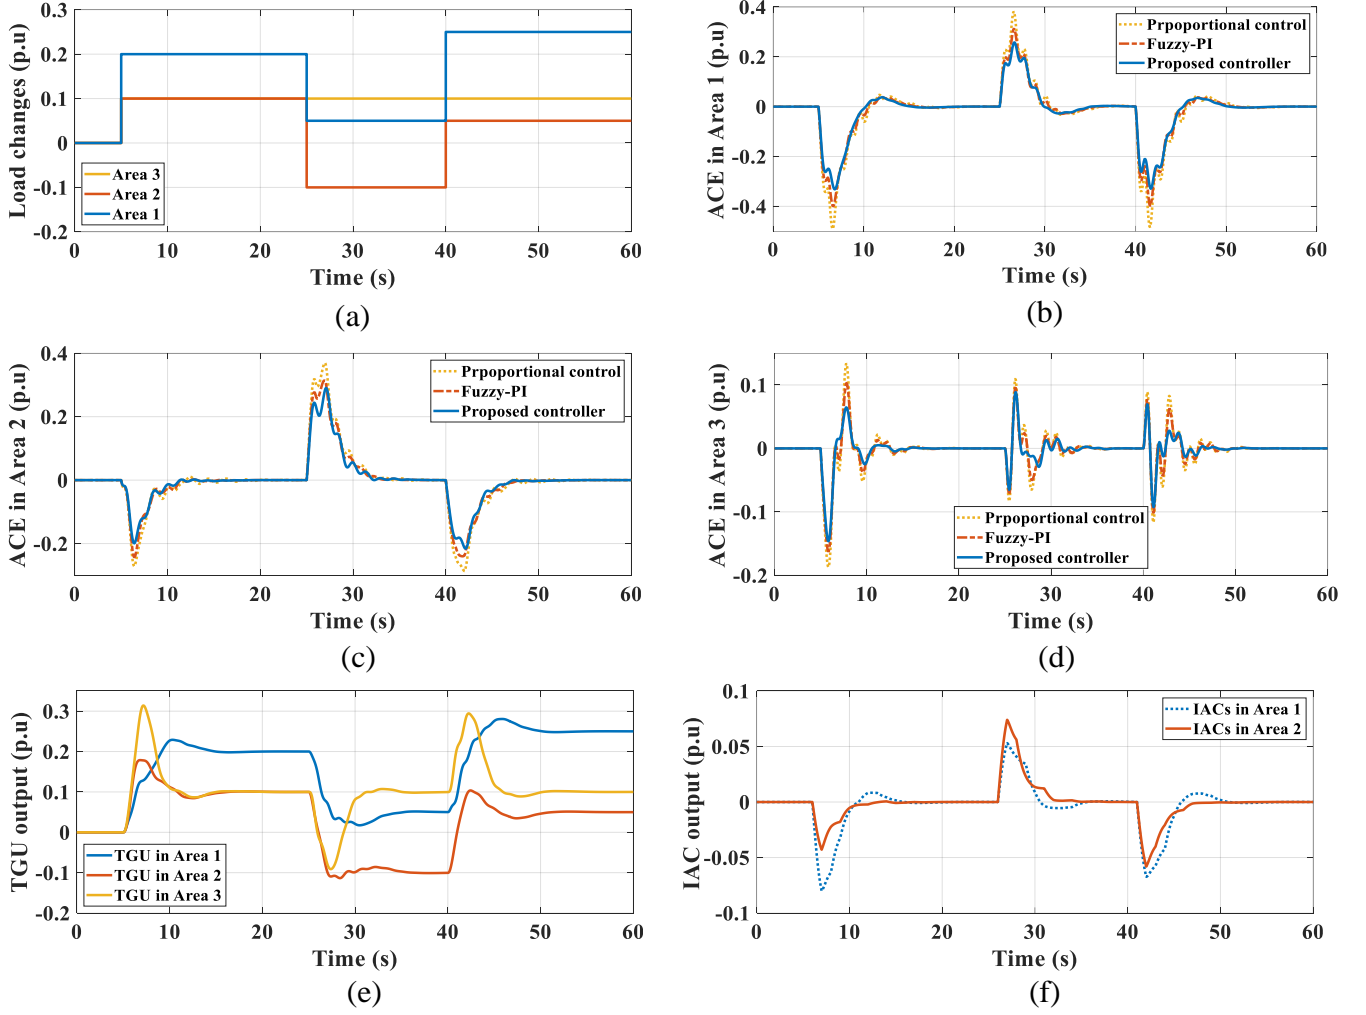 0.3
0.2
0.1
0
-0.1
-0.2
Load changes (p.u)
Area 3
Area 2
Area 1
0 10 20 30 40 50 60
Time (s)
(a)
0.4
0.2
0
-0.2
-0.4
ACE in Area 1 (p.u)
Prpoportional control
Fuzzy-PI
Proposed controller
0 10 20 30 40 50 60
Time (s)
(b)
0.4
0.2
0
-0.2
ACE in Area 2 (p.u)
Prpoportional control
Fuzzy-PI
Proposed controller
0 10 20 30 40 50 60
Time (s)
(c)
0.1
0
-0.1
-0.2
ACE in Area 3 (p.u)
Prpoportional control
Fuzzy-PI
Proposed controller
0 10 20 30 40 50 60
Time (s)
(d)
0.3
0.2
0.1
0
-0.1
-0.2
TGU output (p.u)
TGU in Area 1
TGU in Area 2
TGU in Area 3
0 10 20 30 40 50 60
Time (s)
(e)
0.1
0.05
0
-0.05
-0.1
IAC output (p.u)
IACs in Area 1
IACs in Area 2
0 10 20 30 40 50 60
Time (s)
(f)